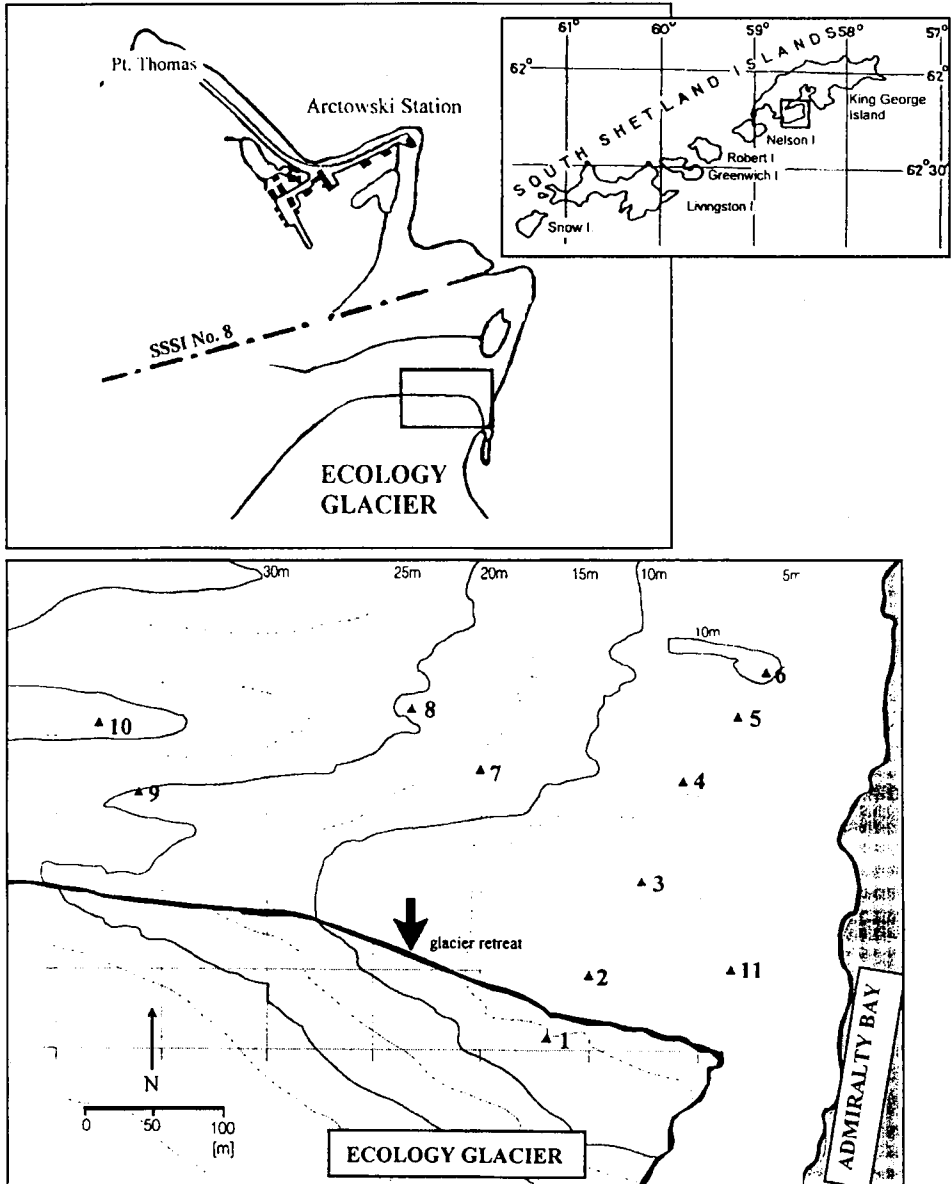 Pt. Thomas
Arctowski Station
SSSI No. 8
ECOLOGY
GLACIER
61° 60° 59° 58° 57°
62° 62°
SOUTH SHETLAND ISLANDS
King George
Island
Nelson I
Robert I
Greenwich I
62° 30'
Livingston I
Snow I.
30m 25m 20m 15m 10m 5m
10m
6
5
8
10
7
4
9
3
glacier retreat
2
11
1
N
0 50 100
[m]
ECOLOGY GLACIER
ADMIRALTY BAY